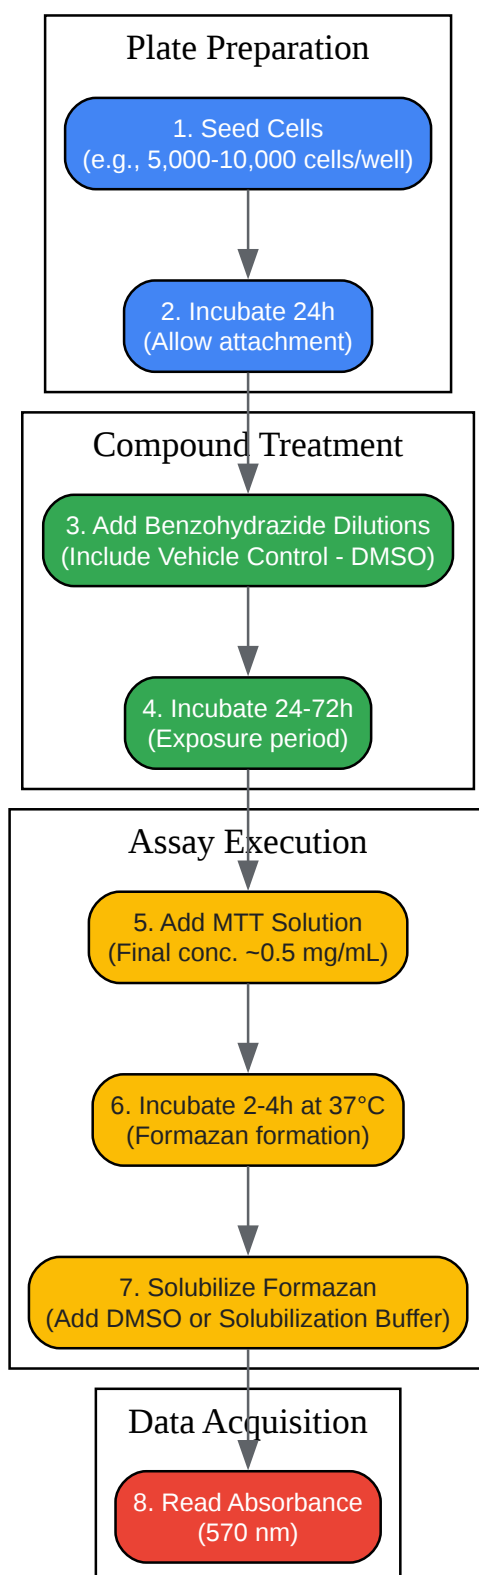 Plate Preparation
1. Seed Cells
(e.g., 5,000-10,000 cells/well)
2. Incubate 24h
(Allow attachment)
Compound Treatment
3. Add Benzohydrazide Dilutions
(Include Vehicle Control - DMSO)
4. Incubate 24-72h
(Exposure period)
Assay Execution
5. Add MTT Solution
(Final conc. ~0.5 mg/mL)
6. Incubate 2-4h at 37°C
(Formazan formation)
7. Solubilize Formazan
(Add DMSO or Solubilization Buffer)
Data Acquisition
8. Read Absorbance
(570 nm)